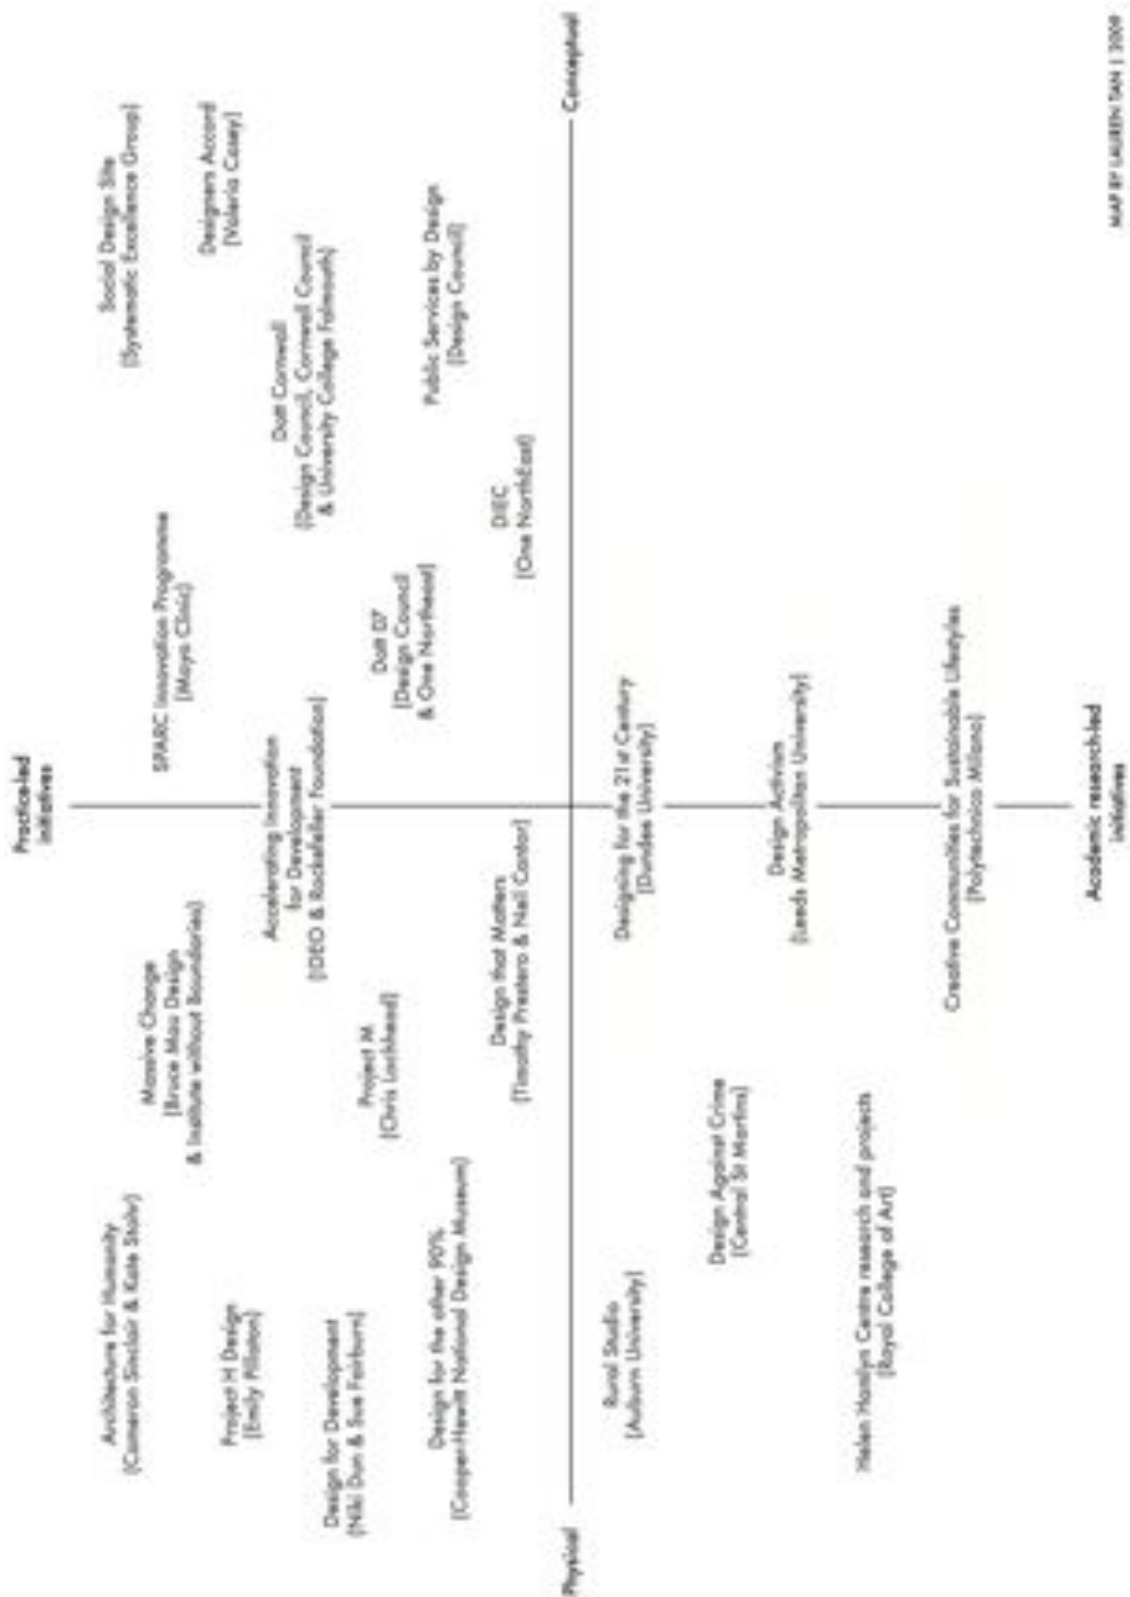 Practice-led
initiatives
Architecture for Humanity
(Cameron Sinclair & Kate Stohr)
Massive Change
(Bruce Mau Design
& Institute without Boundaries)
SPARC Innovation Programme
(Mayo Clinic)
Social Design Site
(Systematic Excellence Group)
Designers Accord
(Valerie Casey)
Project H Design
(Emily Pilloton)
Accelerating Innovation
for Development
(IDEO & Rockefeller Foundation)
Dott Cornwall
(Design Council, Cornwall Council
& University College Falmouth)
Design for Development
(Niki Dun & Sue Fairburn)
Project M
(Chris Lochhead)
Dott 07
(Design Council
& One Northeast)
Public Services by Design
(Design Council)
Design for the other 90%
(Cooper-Hewitt National Design Museum)
Design that Matters
(Timothy Prestero & Neil Cantor)
DIEC
(One NorthEast)
Physical
Conceptual
Rural Studio
(Auburn University)
Designing for the 21st Century
(Dundee University)
Design Against Crime
(Central St Martins)
Design Activism
(Leeds Metropolitan University)
Helen Hamlyn Centre research and projects
(Royal College of Art)
Creative Communities for Sustainable Lifestyles
(Polytechnico Milano)
Academic research-led
initiatives
MAP BY LAUREN TAN | 2009